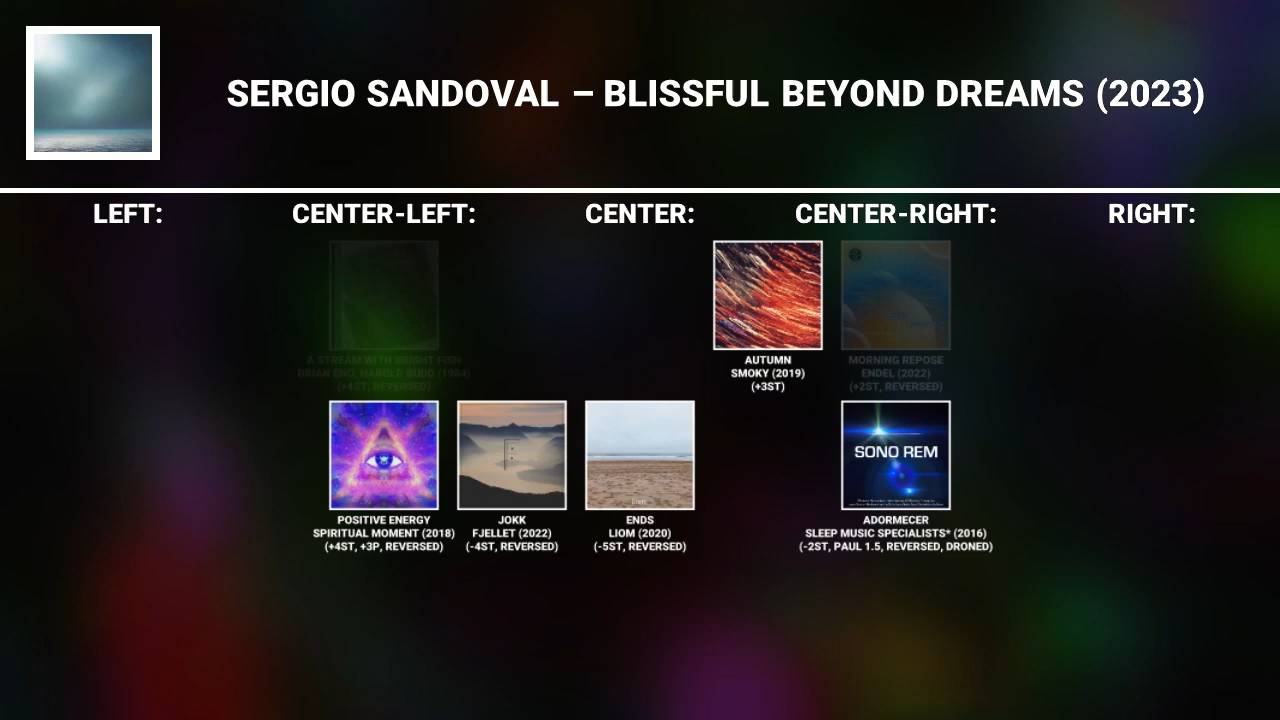 SERGIO SANDOVAL – BLISSFUL BEYOND DREAMS (2023)
LEFT:
CENTER-LEFT:
CENTER:
CENTER-RIGHT:
RIGHT:
A STREAM WITH BRIGHT FISH
BRIAN ENO, HAROLD BUDD (1984)
(+4ST, REVERSED)
AUTUMN
SMOKY (2019)
(+3ST)
MORNING REPOSE
ENDEL (2022)
(+2ST, REVERSED)
POSITIVE ENERGY
SPIRITUAL MOMENT (2018)
(+4ST, +3P, REVERSED)
JOKK
FJELLET (2022)
(-4ST, REVERSED)
ENDS
LIOM (2020)
(-5ST, REVERSED)
SONO REM
ADORMECER
SLEEP MUSIC SPECIALISTS* (2016)
(-2ST, PAUL 1.5, REVERSED, DRONED)